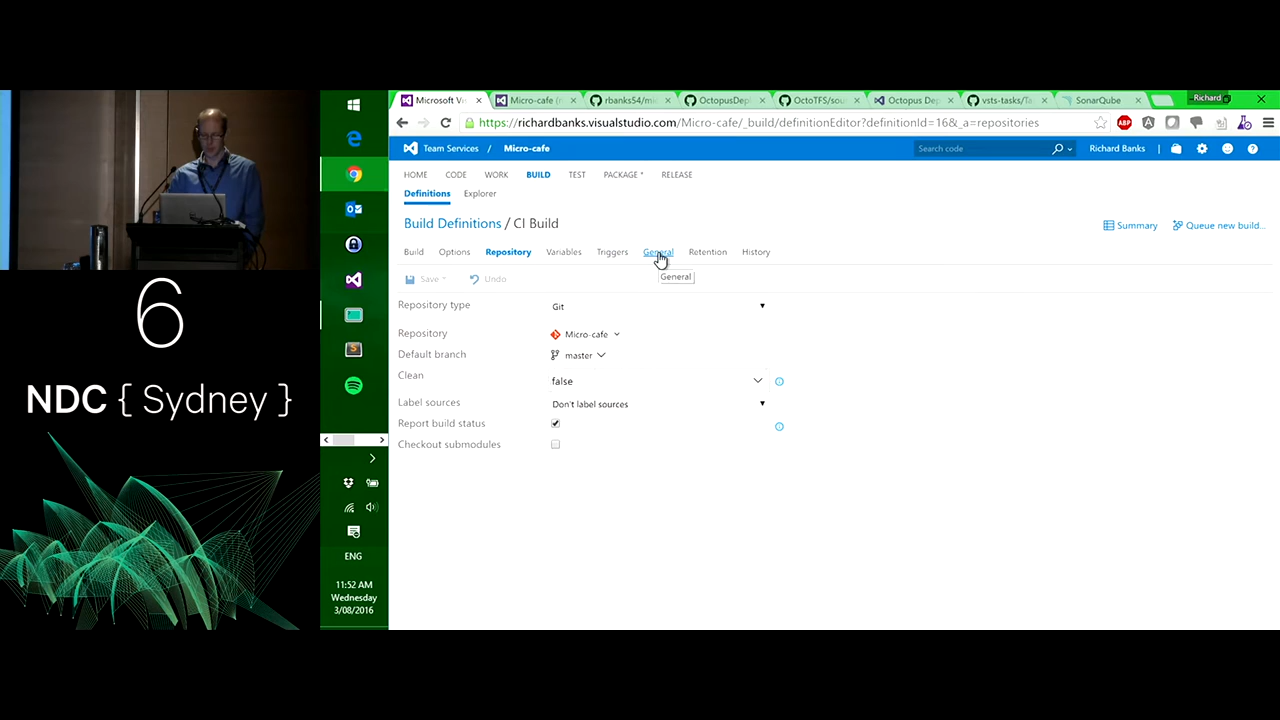 6
NDC { Sydney }
Microsoft Vi
Micro-cafe (m
rbanks54/mic
OctopusDepl
OctoTFS/sou
Octopus Dep
vsts-tasks/Ta
SonarQube
Richard
https://richardbanks.visualstudio.com/Micro-cafe/_build/definitionEditor?definitionId=16&_a=repositories
ABP
Team Services / Micro-cafe
Search code
Richard Banks
HOME CODE WORK BUILD TEST PACKAGE* RELEASE
Definitions Explorer
Build Definitions / CI Build
Summary Queue new build...
Build Options Repository Variables Triggers General Retention History
Save Undo
General
Repository type Git
Repository Micro-cafe
Default branch master
Clean false
Label sources Don't label sources
Report build status
Checkout submodules
ENG
11:52 AM
Wednesday
3/08/2016